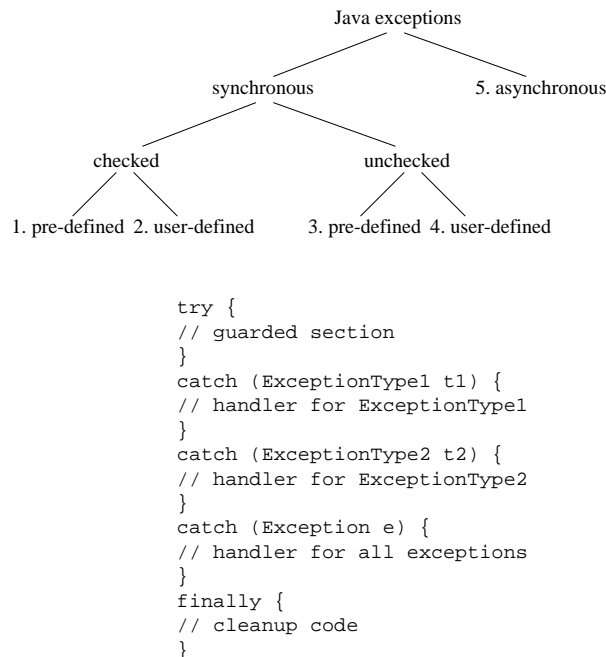 Java exceptions
synchronous
5. asynchronous
checked
unchecked
1. pre-defined
2. user-defined
3. pre-defined
4. user-defined
try {
// guarded section
}
catch (ExceptionType1 t1) {
// handler for ExceptionType1
}
catch (ExceptionType2 t2) {
// handler for ExceptionType2
}
catch (Exception e) {
// handler for all exceptions
}
finally {
// cleanup code
}